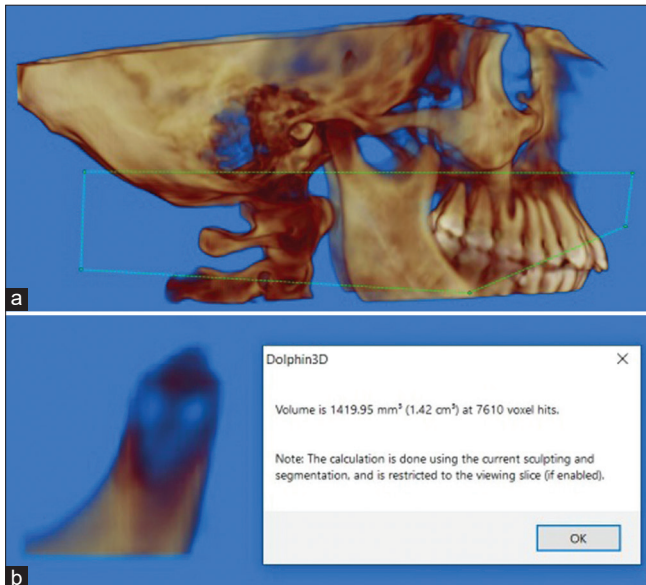 a
Dolphin3D
Volume is 1419.95 mm³ (1.42 cm³) at 7610 voxel hits.
Note: The calculation is done using the current sculpting and
segmentation, and is restricted to the viewing slice (if enabled).
OK
b